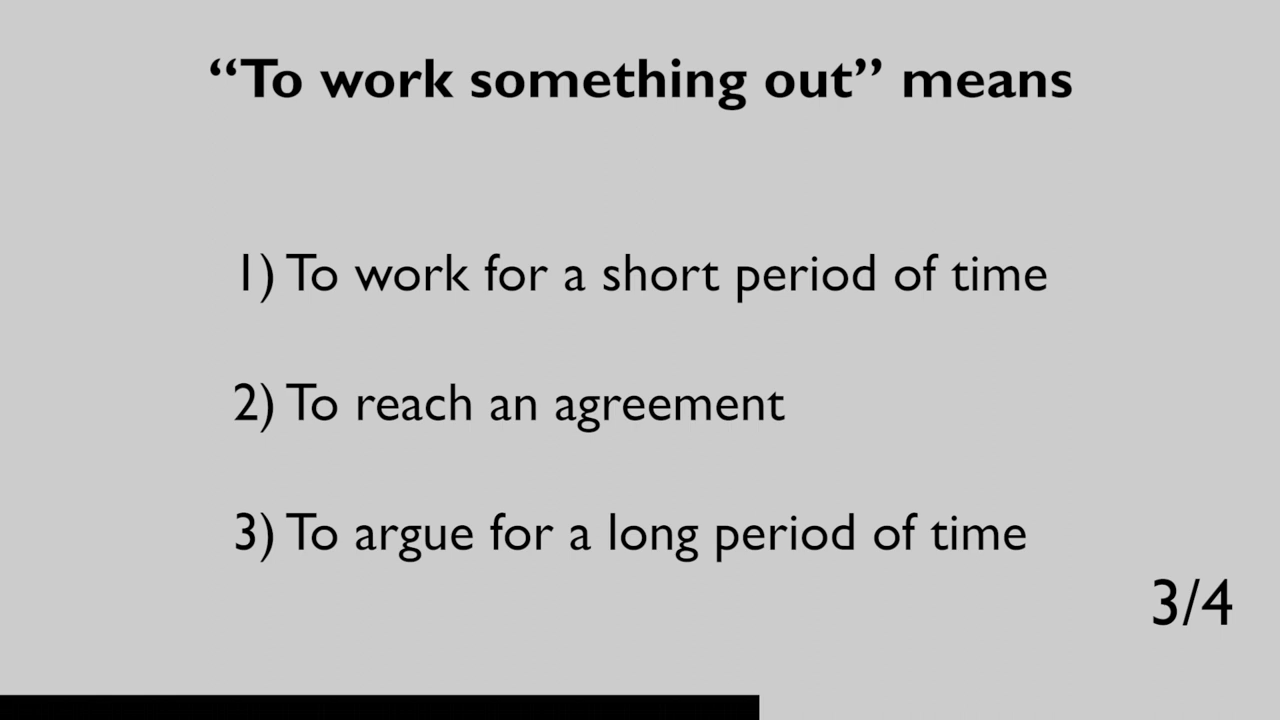 “To work something out” means
1) To work for a short period of time
2) To reach an agreement
3) To argue for a long period of time
3/4